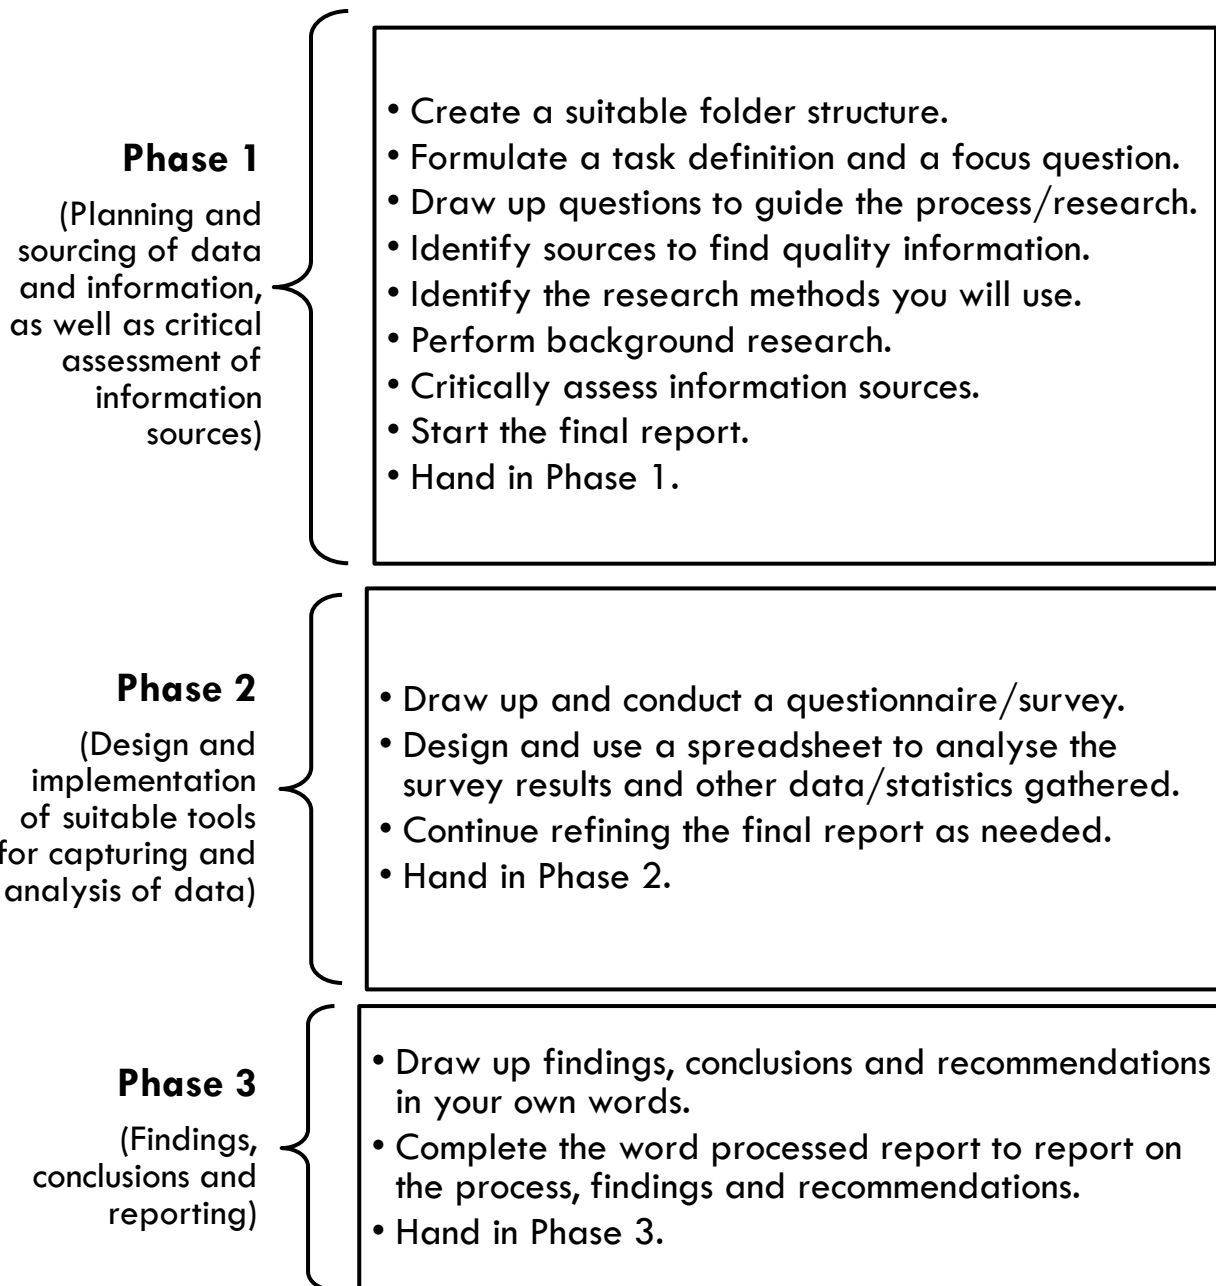 Phase 1
(Planning and
sourcing of data
and information,
as well as critical
assessment of
information
sources)
• Create a suitable folder structure.
• Formulate a task definition and a focus question.
• Draw up questions to guide the process/research.
• Identify sources to find quality information.
• Identify the research methods you will use.
• Perform background research.
• Critically assess information sources.
• Start the final report.
• Hand in Phase 1.
Phase 2
(Design and
implementation
of suitable tools
for capturing and
analysis of data)
• Draw up and conduct a questionnaire/survey.
• Design and use a spreadsheet to analyse the
survey results and other data/statistics gathered.
• Continue refining the final report as needed.
• Hand in Phase 2.
Phase 3
(Findings,
conclusions and
reporting)
• Draw up findings, conclusions and recommendations
in your own words.
• Complete the word processed report to report on
the process, findings and recommendations.
• Hand in Phase 3.